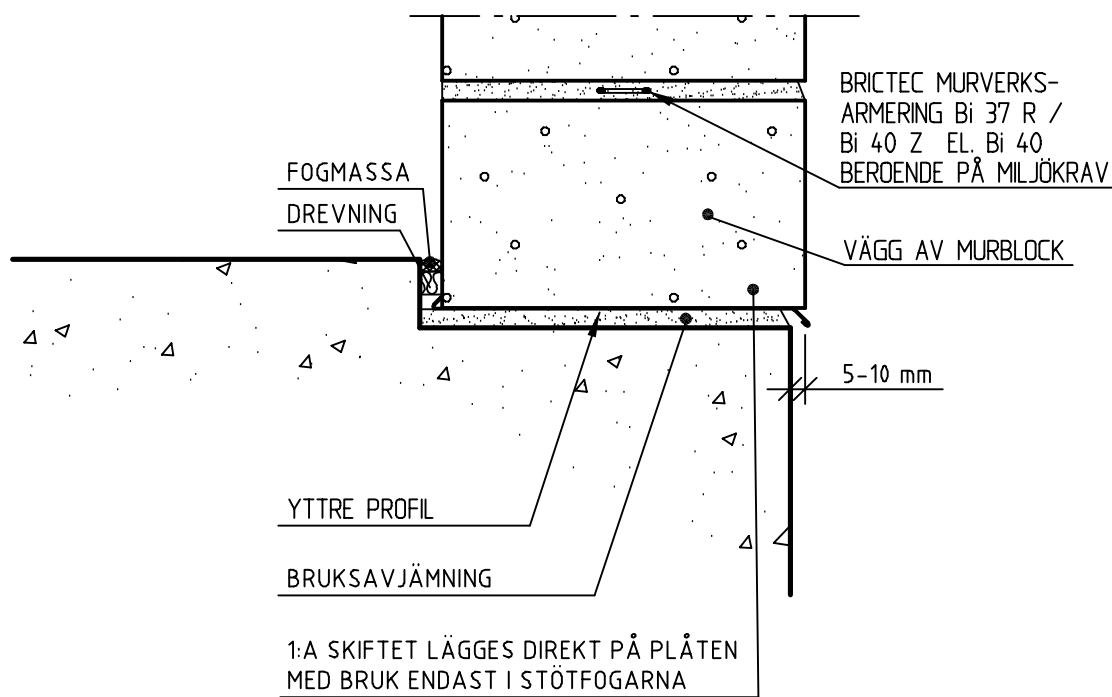 BRICTEC MURVERKS-
ARMERING Bi 37 R /
Bi 40 Z EL. Bi 40
BEROENDE PÅ MILJÖKRAV
FOGMASSA
DREVNING
VÄGG AV MURBLOCK
5-10 mm
YTTRE PROFIL
BRUKSAVJÄMNING
1:A SKIFTET LÄGGES DIREKT PÅ PLÅTEN
MED BRUK ENDAST I STÖTFOGARNA